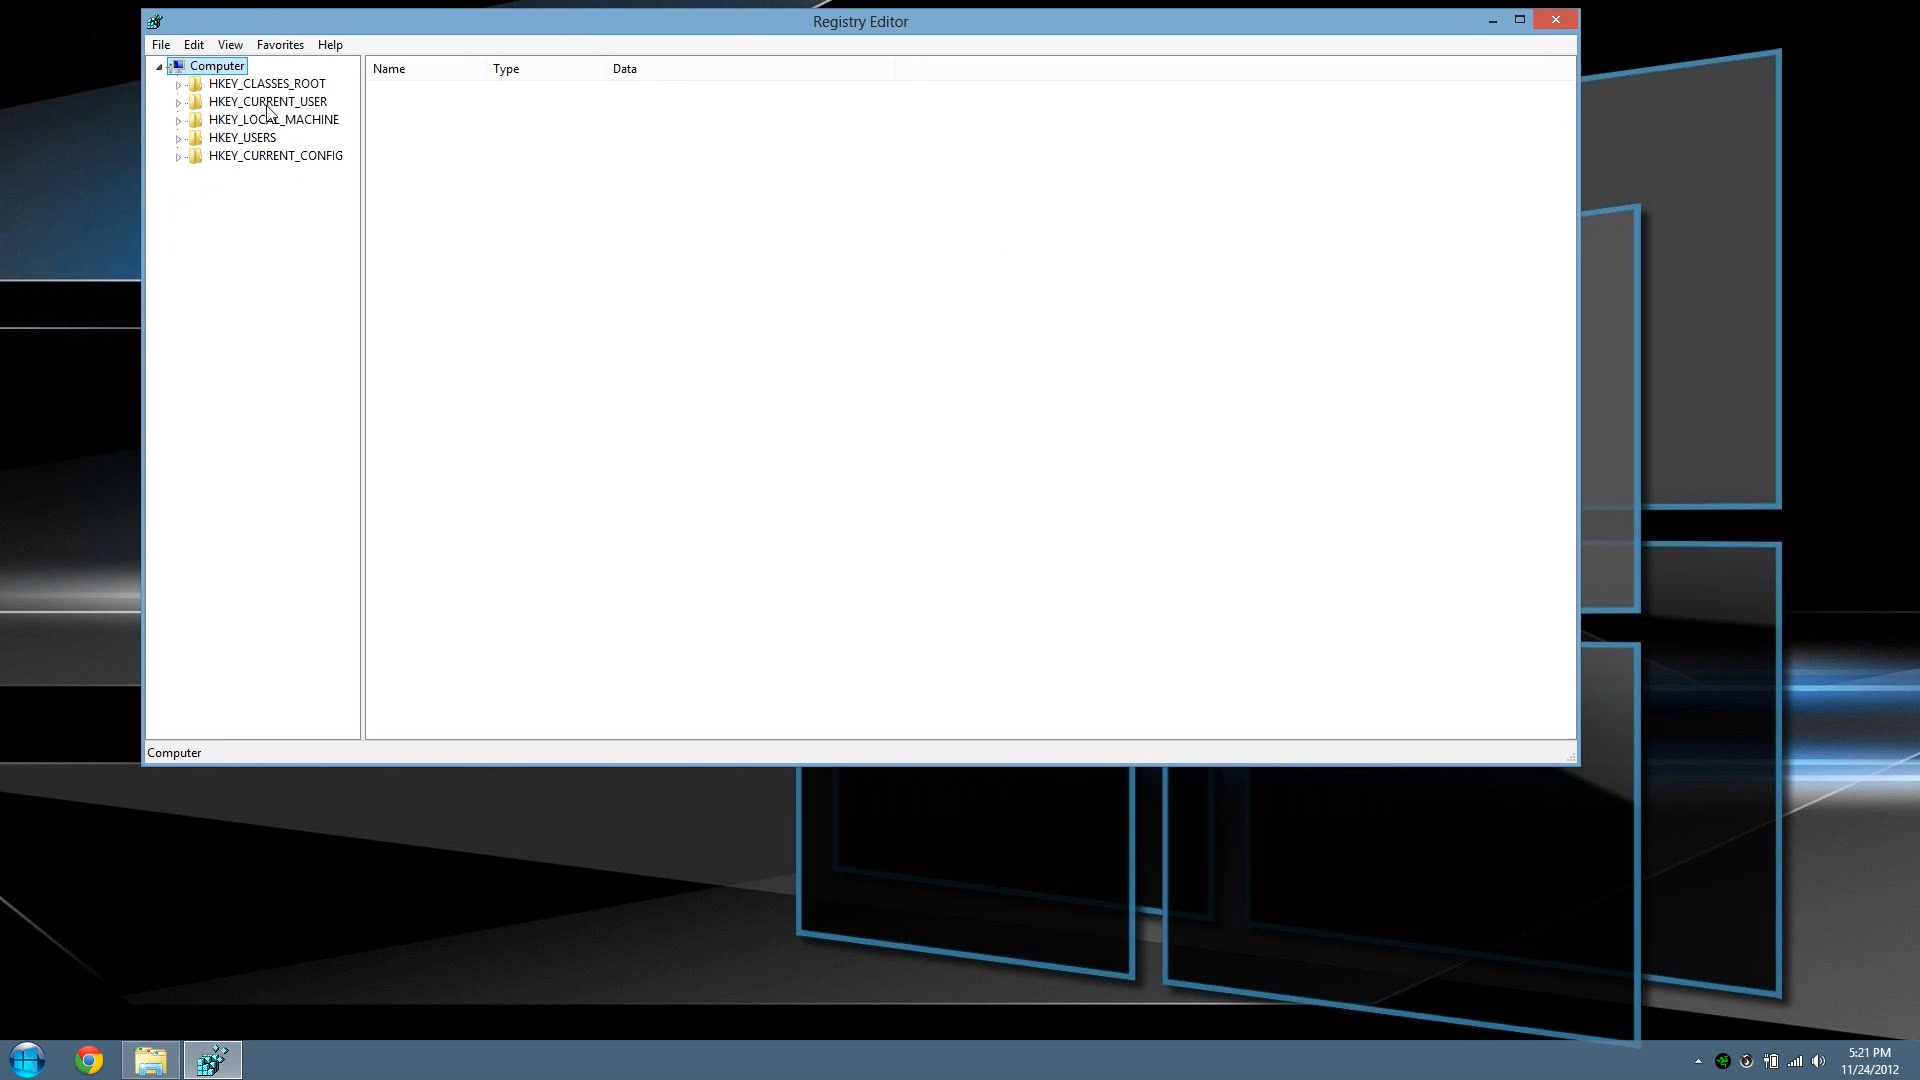 Registry Editor
File Edit View Favorites Help
Computer
HKEY_CLASSES_ROOT
HKEY_CURRENT_USER
HKEY_LOCAL_MACHINE
HKEY_USERS
HKEY_CURRENT_CONFIG
Name Type Data
Computer
5:21 PM
11/24/2012